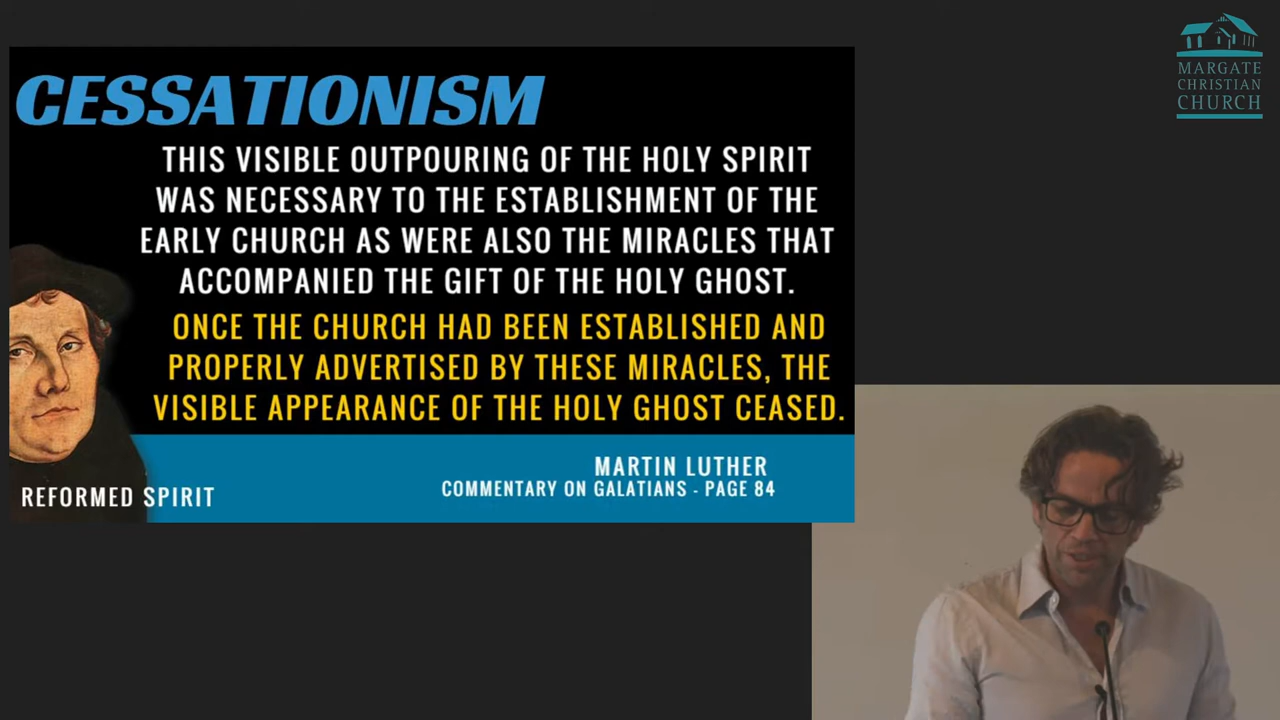 CESSATIONISM
THIS VISIBLE OUTPOURING OF THE HOLY SPIRIT
WAS NECESSARY TO THE ESTABLISHMENT OF THE
EARLY CHURCH AS WERE ALSO THE MIRACLES THAT
ACCOMPANIED THE GIFT OF THE HOLY GHOST.
ONCE THE CHURCH HAD BEEN ESTABLISHED AND
PROPERLY ADVERTISED BY THESE MIRACLES, THE
VISIBLE APPEARANCE OF THE HOLY GHOST CEASED.
MARTIN LUTHER
COMMENTARY ON GALATIANS - PAGE 84
REFORMED SPIRIT
MARGATE
CHRISTIAN
CHURCH